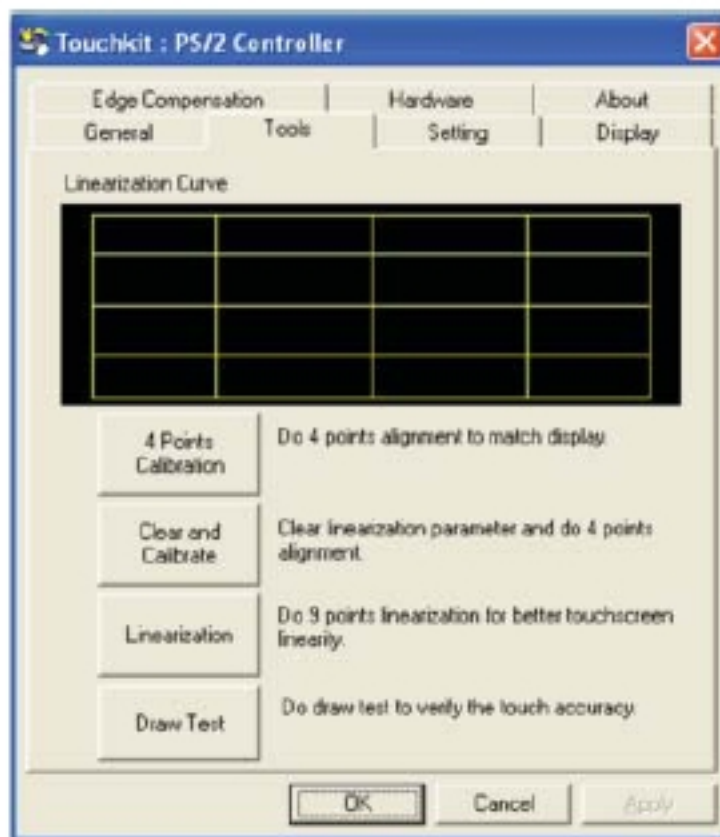 Touchkit : PS/2 Controller
Edge Compensation
Hardware
About
General
Tools
Setting
Display
Linearization Curve
4 Points
Calibration
Do 4 points alignment to match display.
Clear and
Calibrate
Clear linearization parameter and do 4 points
alignment.
Linearization
Do 9 points linearization for better touchscreen
linearity.
Draw Test
Do draw test to verify the touch accuracy.
OK
Cancel
Apply